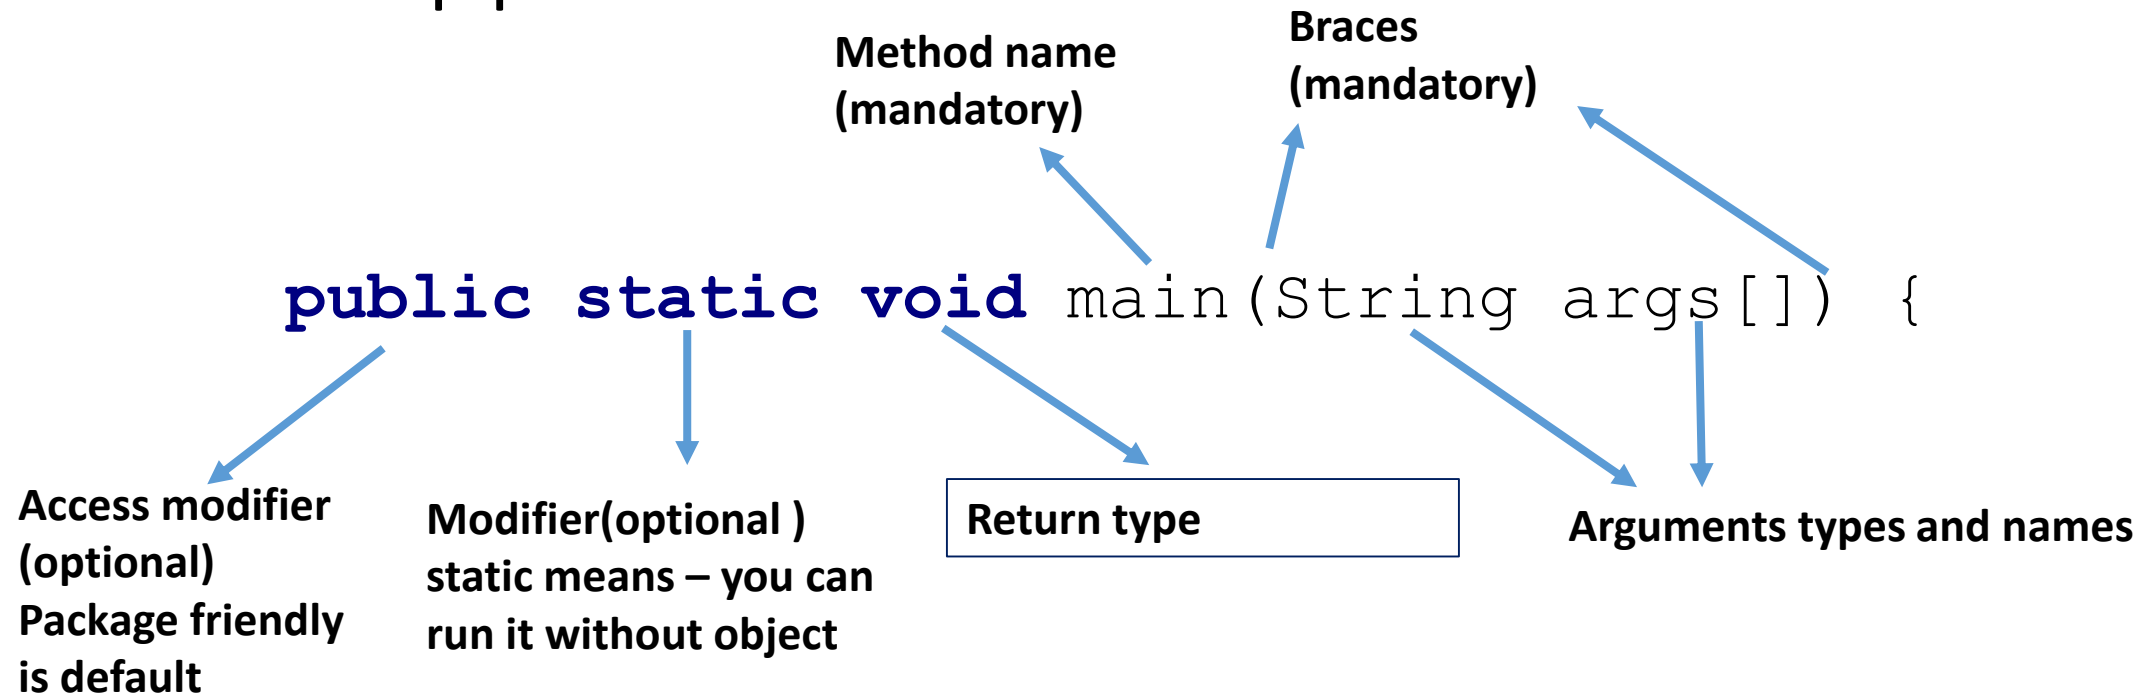 Method name
(mandatory)
Braces
(mandatory)
public static void main(String args[]) {
Access modifier
(optional)
Package friendly
is default
Modifier(optional )
static means – you can
run it without object
Return type
Arguments types and names